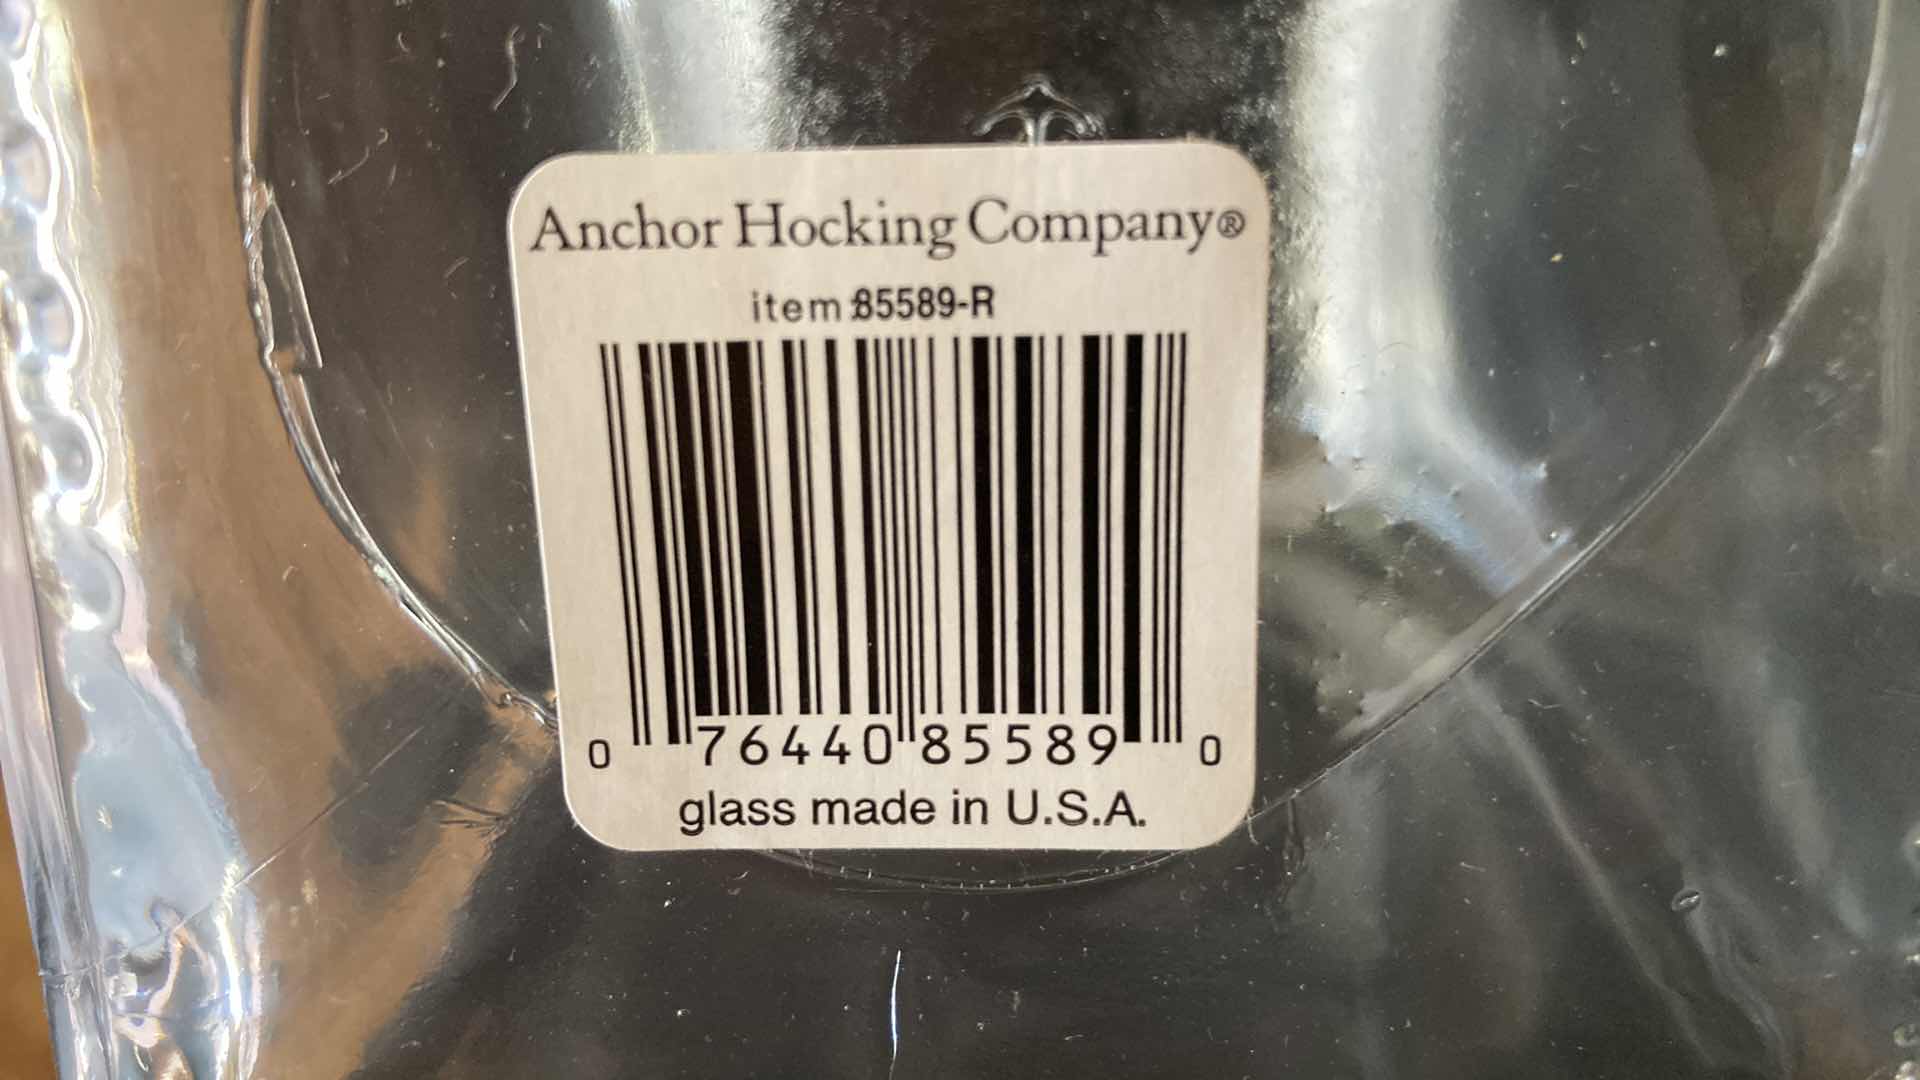 Anchor Hocking Company®
item:85589-R
0 76440 85589 0
glass made in U.S.A.